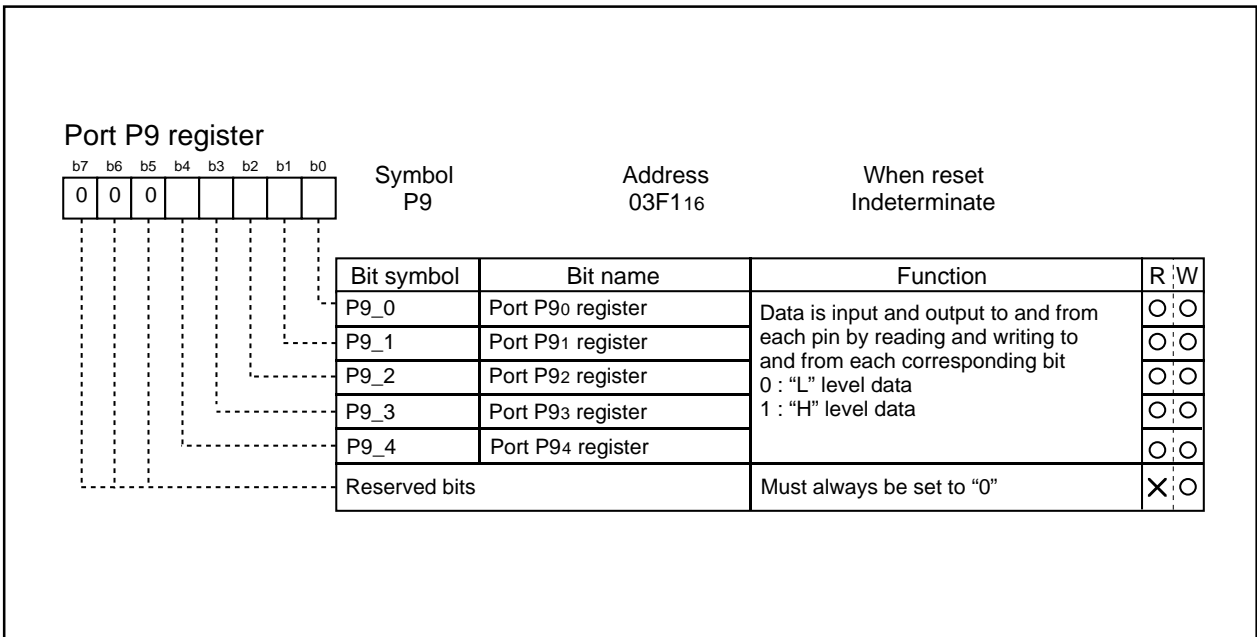 Port P9 register
b7 b6 b5 b4 b3 b2 b1 b0
0 0 0
Symbol Address When reset
P9 03F116 Indeterminate
Bit symbol Bit name Function R W
P9_0 Port P90 register
P9_1 Port P91 register
P9_2 Port P92 register
P9_3 Port P93 register
P9_4 Port P94 register
Data is input and output to and from
each pin by reading and writing to
and from each corresponding bit
0 : “L” level data
1 : “H” level data
Reserved bits Must always be set to “0”